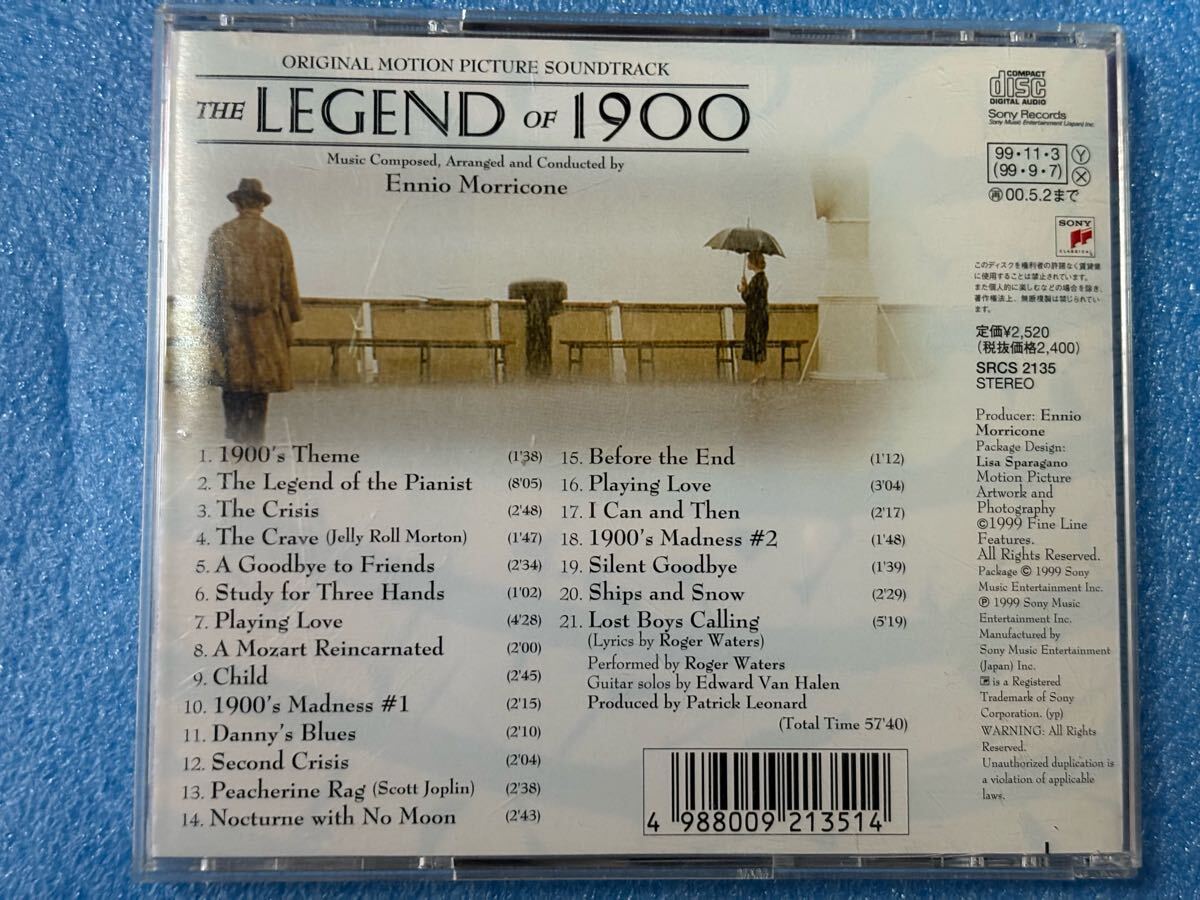 ORIGINAL MOTION PICTURE SOUNDTRACK
THE LEGEND OF 1900
Music Composed, Arranged and Conducted by
Ennio Morricone
1. 1900's Theme (1'38)
2. The Legend of the Pianist (8'05)
3. The Crisis (2'48)
4. The Crave (Jelly Roll Morton) (1'47)
5. A Goodbye to Friends (2'34)
6. Study for Three Hands (1'02)
7. Playing Love (4'28)
8. A Mozart Reincarnated (2'00)
9. Child (2'45)
10. 1900's Madness #1 (2'15)
11. Danny's Blues (2'10)
12. Second Crisis (2'04)
13. Peacherine Rag (Scott Joplin) (2'38)
14. Nocturne with No Moon (2'43)
15. Before the End (1'12)
16. Playing Love (3'04)
17. I Can and Then (2'17)
18. 1900's Madness #2 (1'48)
19. Silent Goodbye (1'39)
20. Ships and Snow (2'29)
21. Lost Boys Calling (5'19)
(Lyrics by Roger Waters)
Performed by Roger Waters
Guitar solos by Edward Van Halen
Produced by Patrick Leonard
(Total Time 57'40)
4 988009 213514
COMPACT
disc
DIGITAL AUDIO
Sony Records
Sony Music Entertainment (Japan) Inc.
99・11・3 Ⓨ
(99・9・7) Ⓧ
㊢00.5.2まで
SONY
CLASSICAL
このディスクを権利者の許諾なく賃貸業
に使用することは禁止されています。
また個人的に楽しむなどの場合を除き、
著作権法上、無断複製は禁じられてい
ます。
定価¥2,520
(税抜価格2,400)
SRCS 2135
STEREO
Producer: Ennio
Morricone
Package Design:
Lisa Sparagano
Motion Picture
Artwork and
Photography
©1999 Fine Line
Features.
All Rights Reserved.
Package © 1999 Sony
Music Entertainment Inc.
℗ 1999 Sony Music
Entertainment Inc.
Manufactured by
Sony Music Entertainment
(Japan) Inc.
is a Registered
Trademark of Sony
Corporation. (yp)
WARNING: All Rights
Reserved.
Unauthorized duplication is
a violation of applicable
laws.